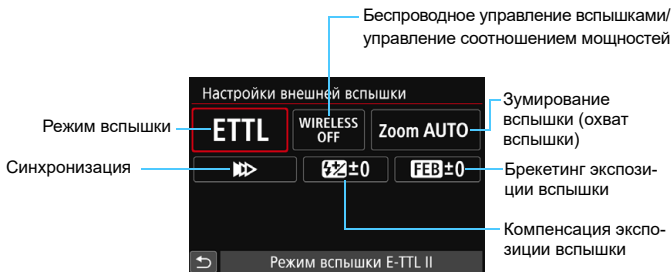 Беспроводное управление вспышками/
управление соотношением мощностей
Настройки внешней вспышки
Режим вспышки
ETTL
WIRELESS
OFF
Zoom AUTO
Зумирование
вспышки (охват
вспышки)
Синхронизация
±0
FEB±0
Брекетинг экспози-
ции вспышки
Компенсация экспо-
зиции вспышки
Режим вспышки E-TTL II